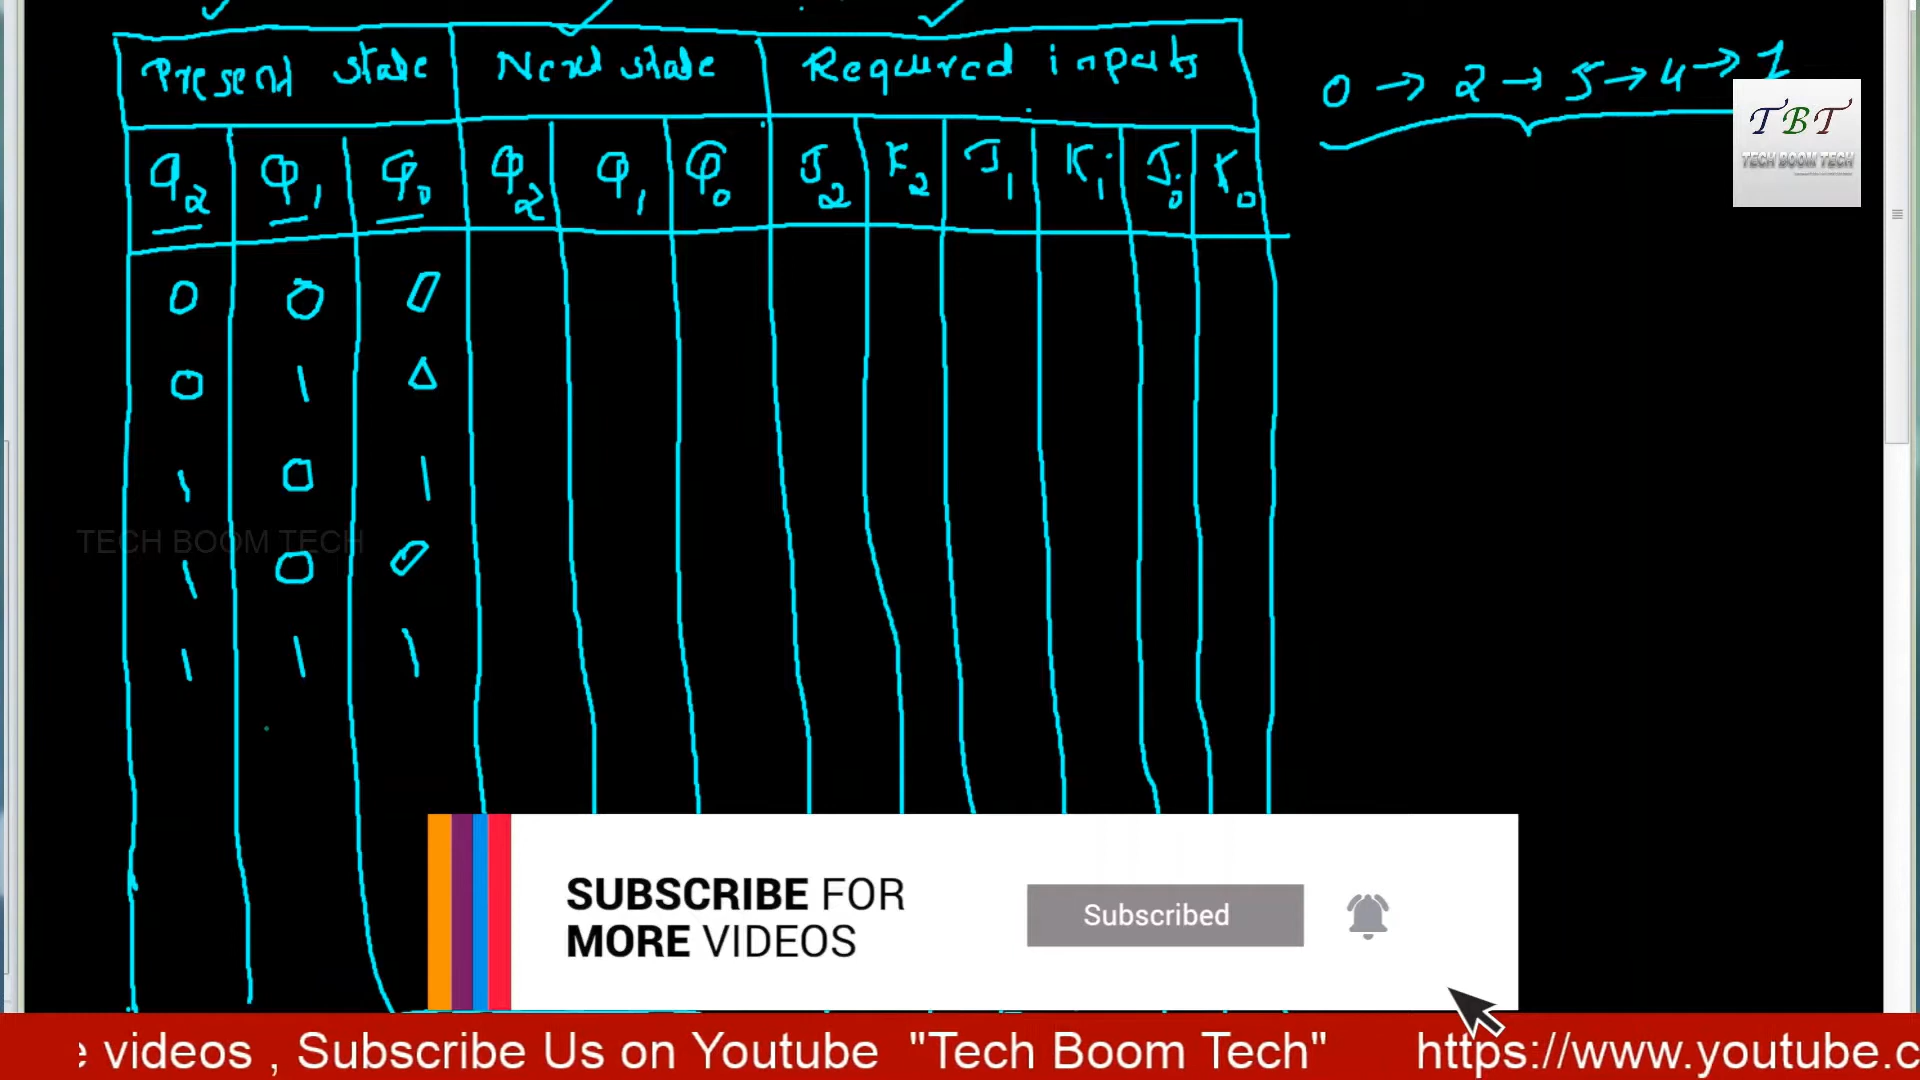 Present state Next state Required inputs
0 → 2 → 5 → 4 → 7
TBT
TECH BOOM TECH
Q2 Q1 Q0 Q2 Q1 Q0 J2 K2 J1 K1 J0 K0
0 0 0
0 1 0
1 0 1
TECH BOOM TECH
1 0 0
1 1 1
SUBSCRIBE FOR
MORE VIDEOS
Subscribed
videos , Subscribe Us on Youtube "Tech Boom Tech" https://www.youtube.c